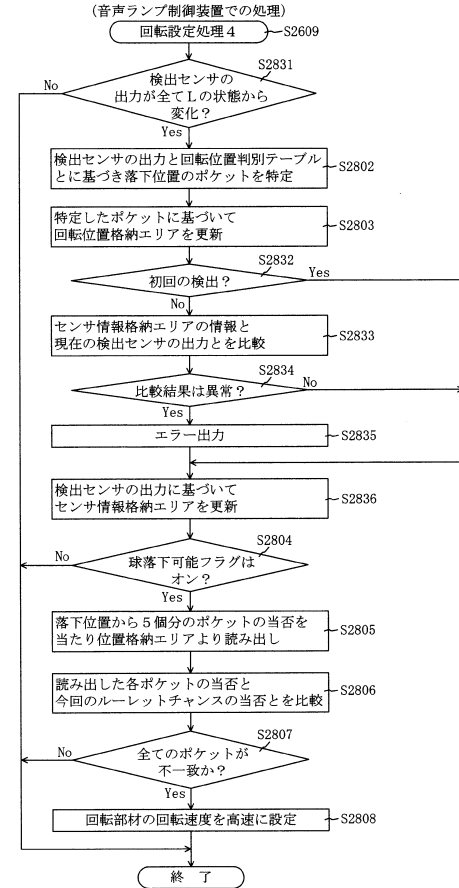 (音声ランプ制御装置での処理)
回転設定処理4
S2609
S2831
No
検出センサの
出力が全てLの状態から
変化?
Yes
検出センサの出力と回転位置判別テーブル
とに基づき落下位置のポケットを特定
S2802
特定したポケットに基づいて
回転位置格納エリアを更新
S2803
S2832
初回の検出?
Yes
No
センサ情報格納エリアの情報と
現在の検出センサの出力とを比較
S2833
S2834
比較結果は異常?
No
Yes
エラー出力
S2835
検出センサの出力に基づいて
センサ情報格納エリアを更新
S2836
S2804
No
球落下可能フラグは
オン?
Yes
落下位置から5個分のポケットの当否を
当たり位置格納エリアより読み出し
S2805
読み出した各ポケットの当否と
今回のルーレットチャンスの当否とを比較
S2806
S2807
No
全てのポケットが
不一致か?
Yes
回転部材の回転速度を高速に設定
S2808
終 了